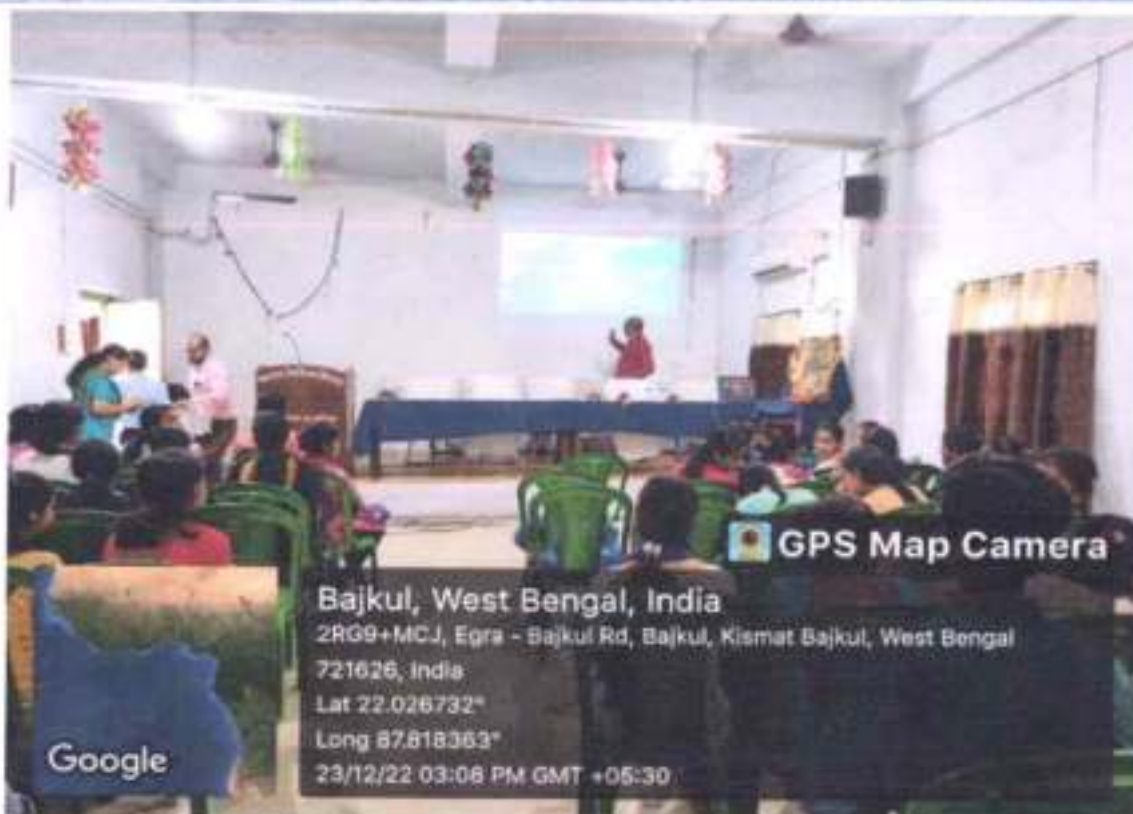 GPS Map Camera
Bajkul, West Bengal, India
2RG9+MCJ, Egra - Bajkul Rd, Bajkul, Kismat Bajkul, West Bengal
721626, India
Lat 22.026732°
Long 87.818363°
23/12/22 03:08 PM GMT +05:30
Google